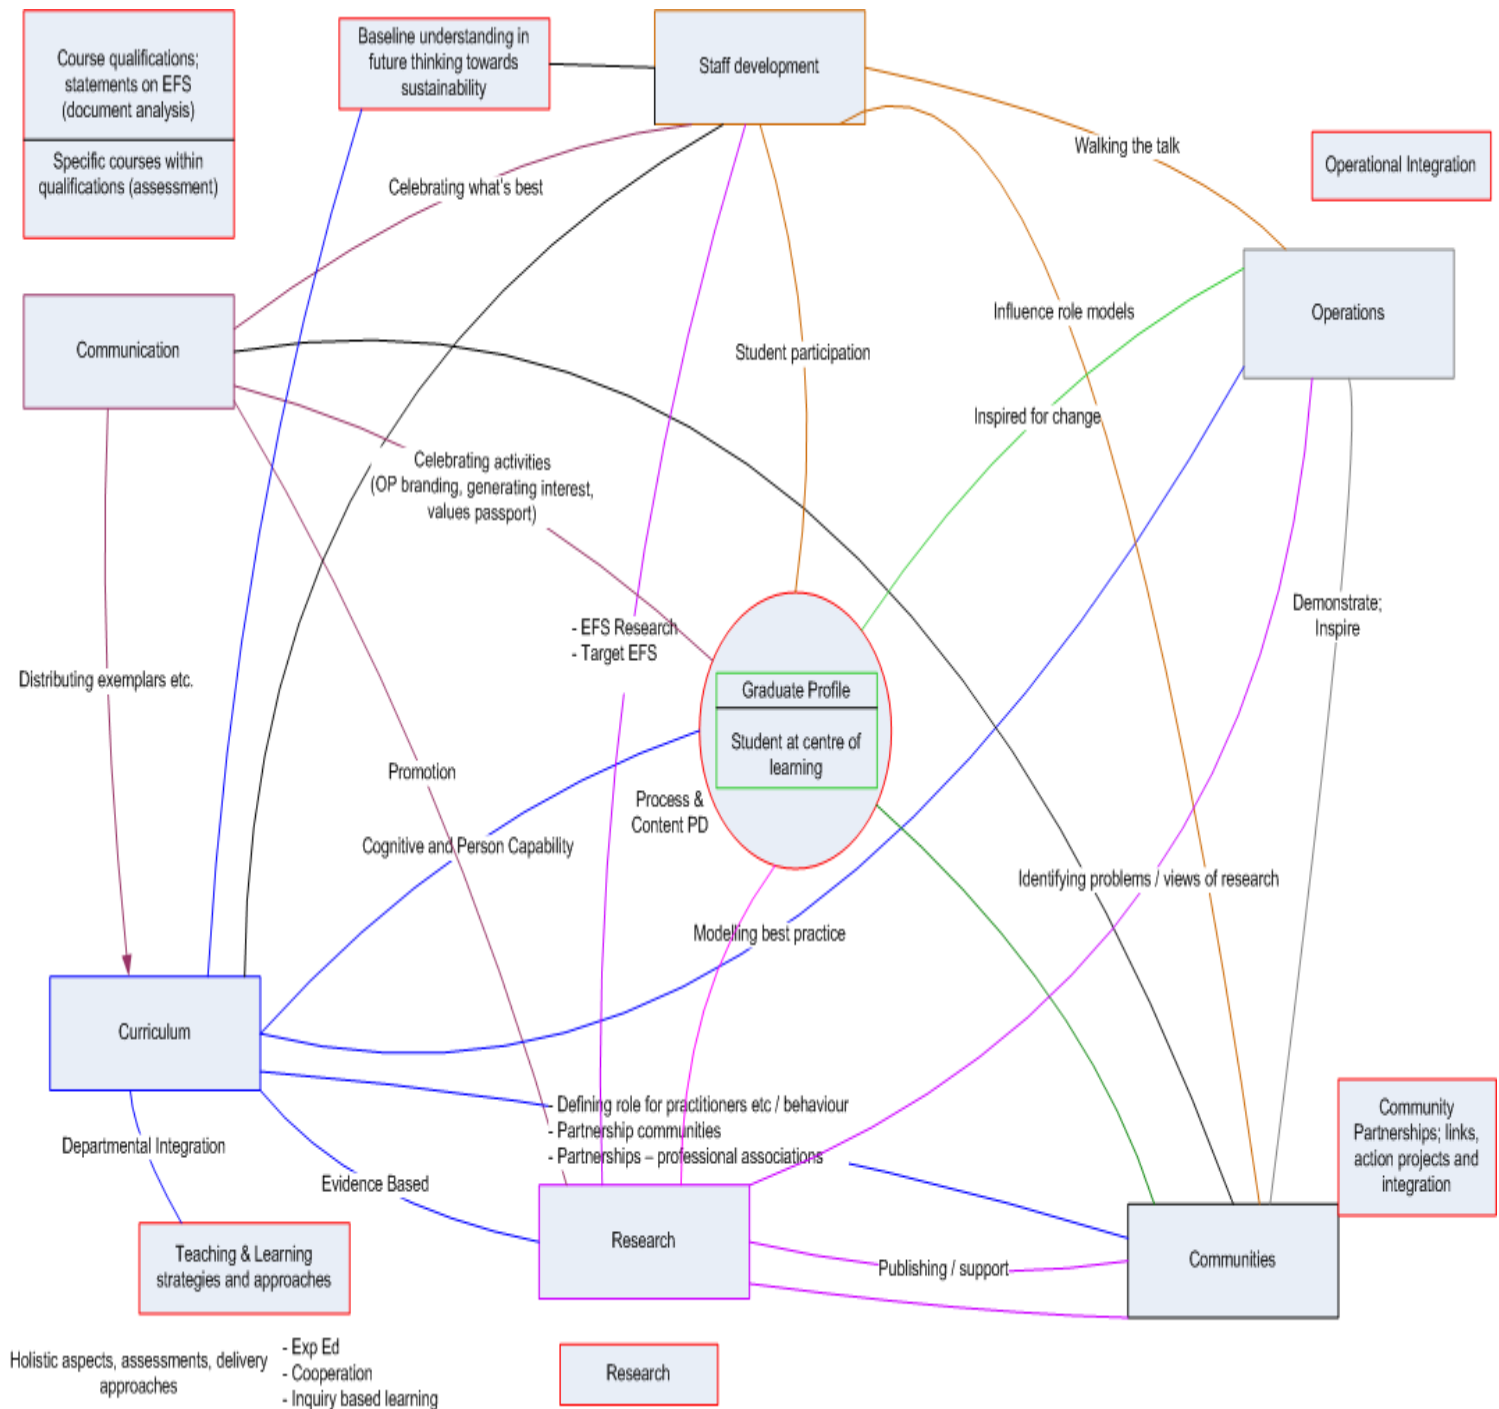 Course qualifications;
statements on EFS
(document analysis)
Specific courses within
qualifications (assessment)
Baseline understanding in
future thinking towards
sustainability
Staff development
Walking the talk
Operational Integration
Celebrating what's best
Communication
Operations
Influence role models
Student participation
Inspired for change
Celebrating activities
(OP branding, generating interest,
values passport)
Demonstrate;
Inspire
- EFS Research
- Target EFS
Distributing exemplars etc.
Graduate Profile
Student at centre of
learning
Promotion
Process &
Content PD
Cognitive and Person Capability
Identifying problems / views of research
Modelling best practice
Curriculum
- Defining role for practitioners etc / behaviour
- Partnership communities
- Partnerships – professional associations
Community
Partnerships; links,
action projects and
integration
Departmental Integration
Evidence Based
Teaching & Learning
strategies and approaches
Research
Publishing / support
Communities
Holistic aspects, assessments, delivery
approaches
- Exp Ed
- Cooperation
- Inquiry based learning
Research